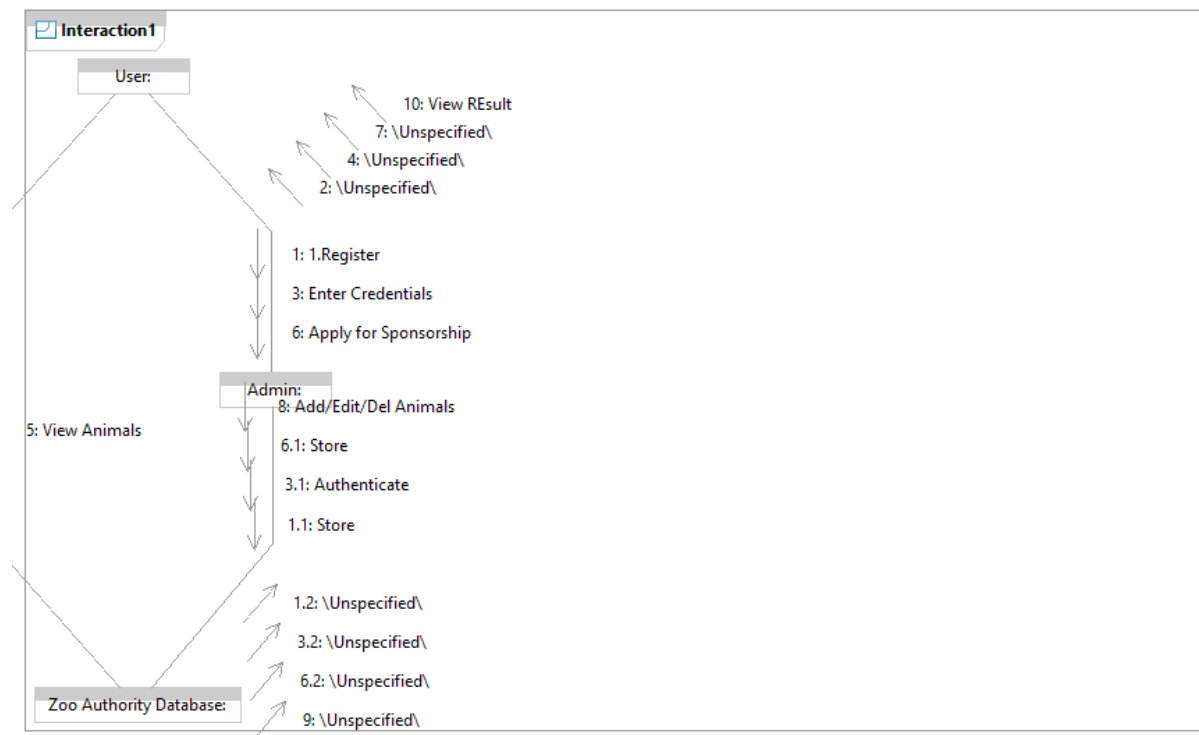 Interaction1
User:
10: View REsult
7: \Unspecified\
4: \Unspecified\
2: \Unspecified\
1: 1.Register
3: Enter Credentials
6: Apply for Sponsorship
Admin:
8: Add/Edit/Del Animals
5: View Animals
6.1: Store
3.1: Authenticate
1.1: Store
1.2: \Unspecified\
3.2: \Unspecified\
6.2: \Unspecified\
Zoo Authority Database:
9: \Unspecified\